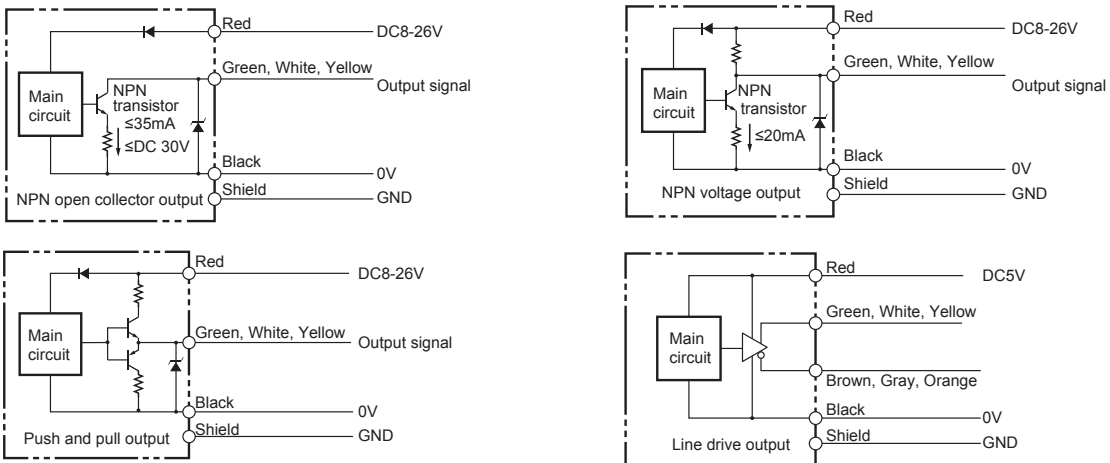 Red
DC8-26V
Green, White, Yellow
Output signal
Main
circuit
NPN
transistor
≤35mA
≤DC 30V
Black
0V
Shield
GND
NPN open collector output
Red
DC8-26V
Green, White, Yellow
Output signal
Main
circuit
NPN
transistor
≤20mA
Black
0V
Shield
GND
NPN voltage output
Red
DC8-26V
Main
circuit
Green, White, Yellow
Output signal
Black
0V
Shield
GND
Push and pull output
Red
DC5V
Green, White, Yellow
Main
circuit
Brown, Gray, Orange
Black
0V
Shield
GND
Line drive output